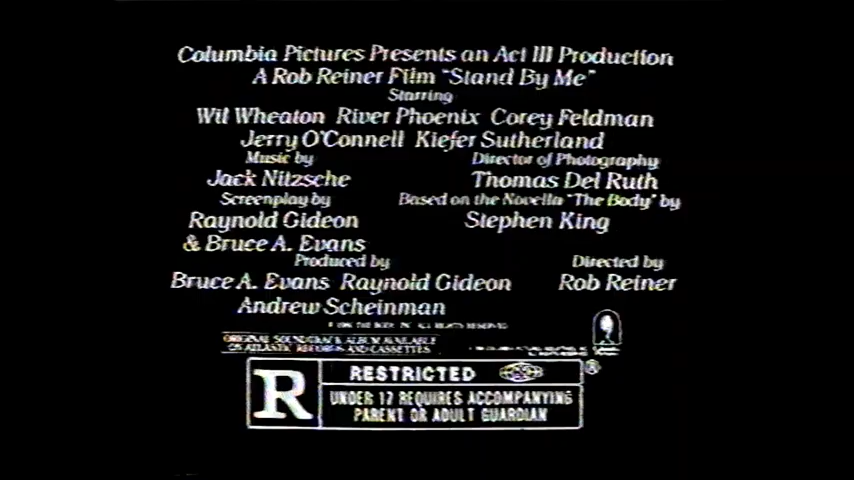 Columbia Pictures Presents an Act III Production
A Rob Reiner Film "Stand By Me"
Starring
Wil Wheaton River Phoenix Corey Feldman
Jerry O'Connell Kiefer Sutherland
Music by
Jack Nitzsche
Director of Photography
Thomas Del Ruth
Screenplay by
Raynold Gideon
& Bruce A. Evans
Based on the Novella "The Body" by
Stephen King
Produced by
Bruce A. Evans Raynold Gideon
Andrew Scheinman
Directed by
Rob Reiner
ALL RIGHTS RESERVED
ORIGINAL SOUNDTRACK ALBUM AVAILABLE
ON ATLANTIC RECORDS AND CASSETTES
R
RESTRICTED
®
UNDER 17 REQUIRES ACCOMPANYING
PARENT OR ADULT GUARDIAN